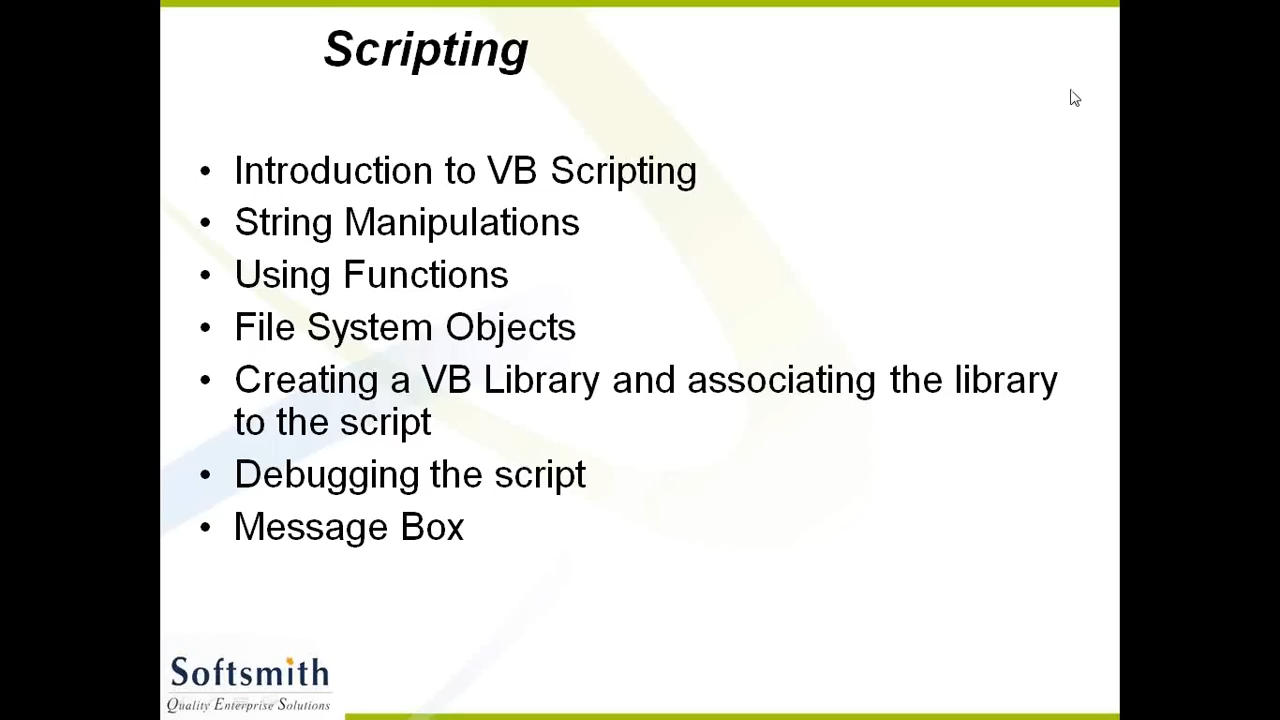 Scripting
• Introduction to VB Scripting
• String Manipulations
• Using Functions
• File System Objects
• Creating a VB Library and associating the library
to the script
• Debugging the script
• Message Box
Softsmith
Quality Enterprise Solutions